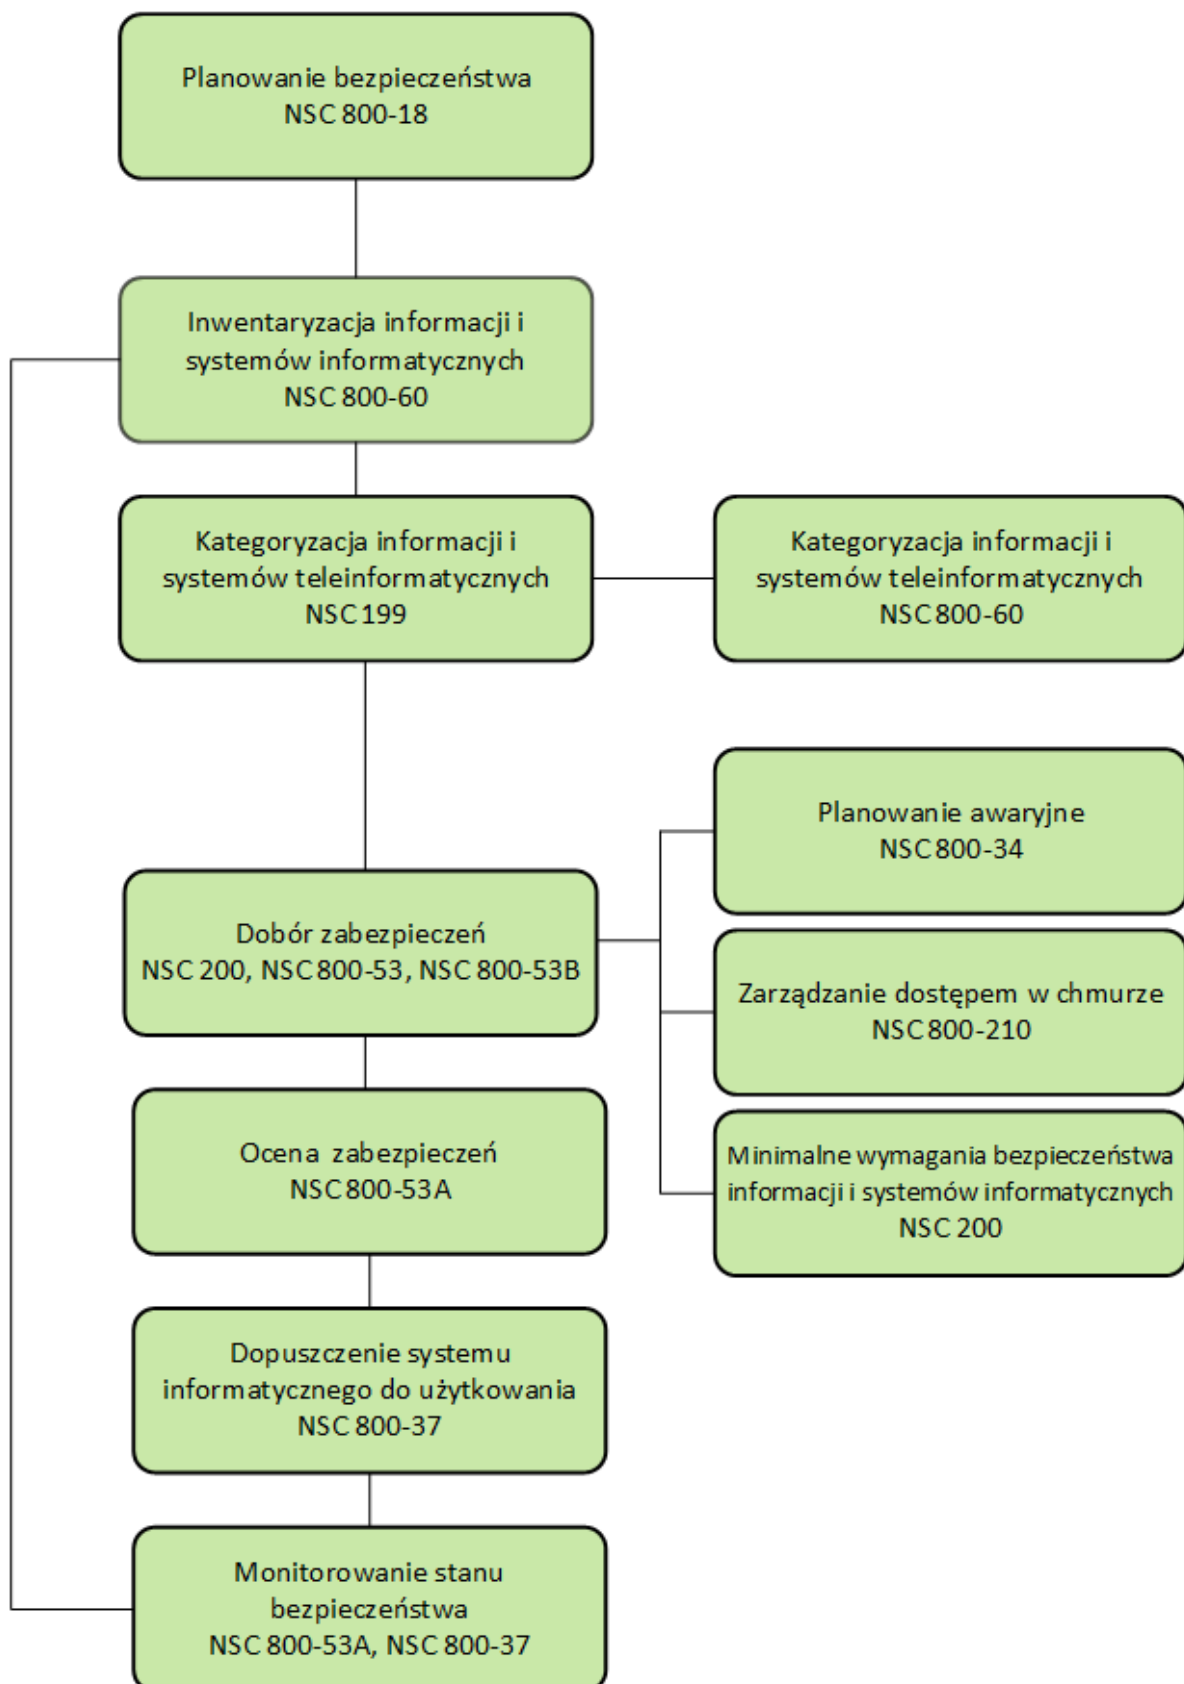 Planowanie bezpieczeństwa
NSC 800-18
Inwentaryzacja informacji i
systemów informatycznych
NSC 800-60
Kategoryzacja informacji i
systemów teleinformatycznych
NSC 199
Kategoryzacja informacji i
systemów teleinformatycznych
NSC 800-60
Planowanie awaryjne
NSC 800-34
Dobór zabezpieczeń
NSC 200, NSC 800-53, NSC 800-53B
Zarządzanie dostępem w chmurze
NSC 800-210
Minimalne wymagania bezpieczeństwa
informacji i systemów informatycznych
NSC 200
Ocena zabezpieczeń
NSC 800-53A
Dopuszczenie systemu
informatycznego do użytkowania
NSC 800-37
Monitorowanie stanu
bezpieczeństwa
NSC 800-53A, NSC 800-37